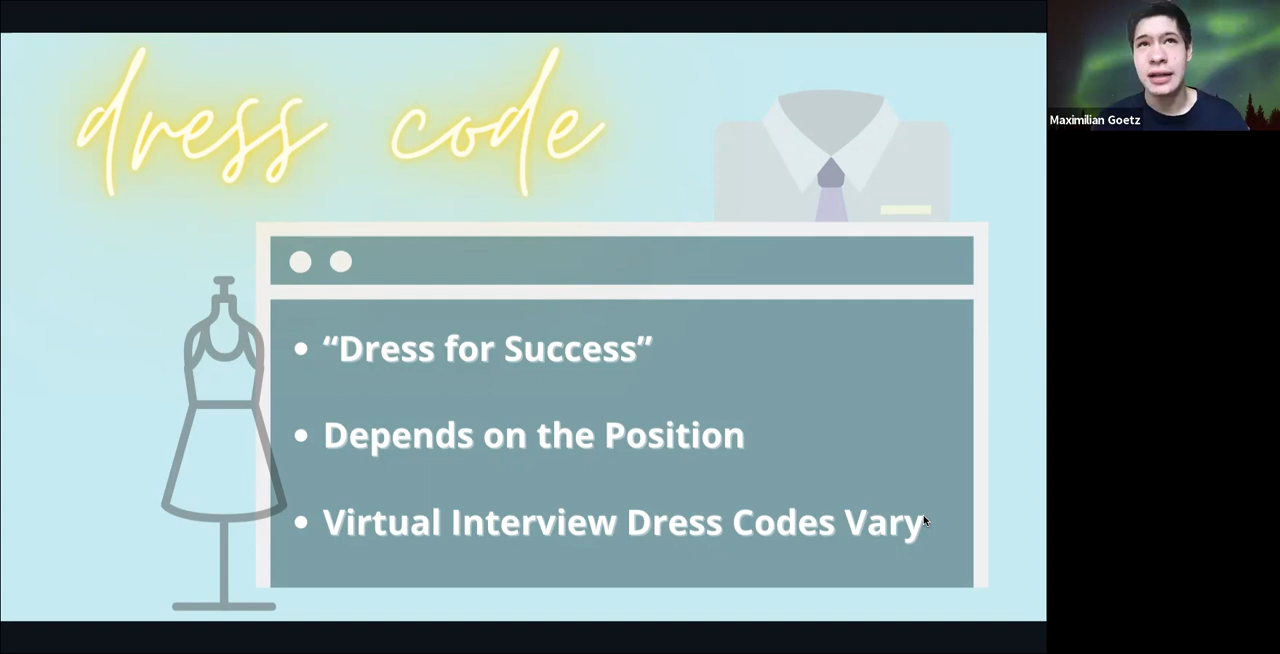 dress code
Maximilian Goetz
“Dress for Success”
Depends on the Position
Virtual Interview Dress Codes Vary